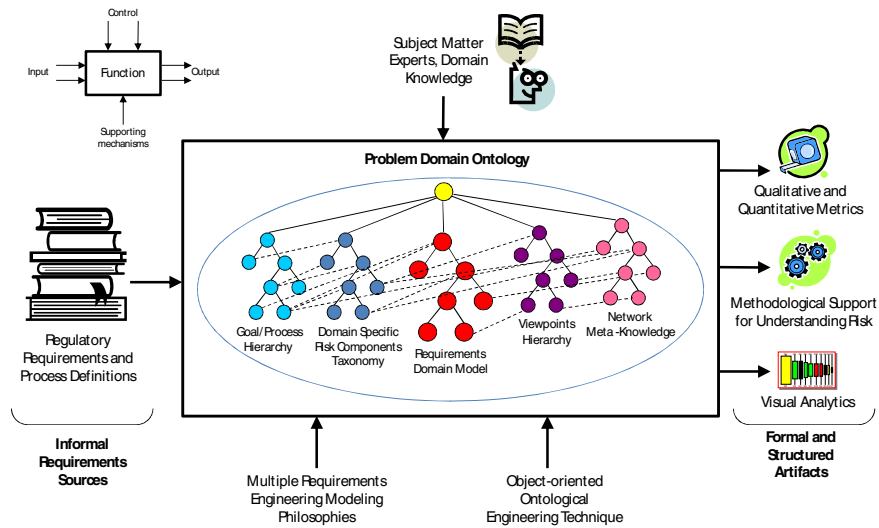 Control
Input
Function
Output
Supporting
mechanisms
Subject Matter
Experts, Domain
Knowledge
Problem Domain Ontology
Goal/Process
Hierarchy
Domain Specific
Risk Components
Taxonomy
Requirements
Domain Model
Viewpoints
Hierarchy
Network
Meta-Knowledge
Regulatory
Requirements and
Process Definitions
Informal
Requirements
Sources
Qualitative and
Quantitative Metrics
Methodological Support
for Understanding Risk
Visual Analytics
Formal and
Structured
Artifacts
Multiple Requirements
Engineering Modeling
Philosophies
Object-oriented
Ontological
Engineering Technique